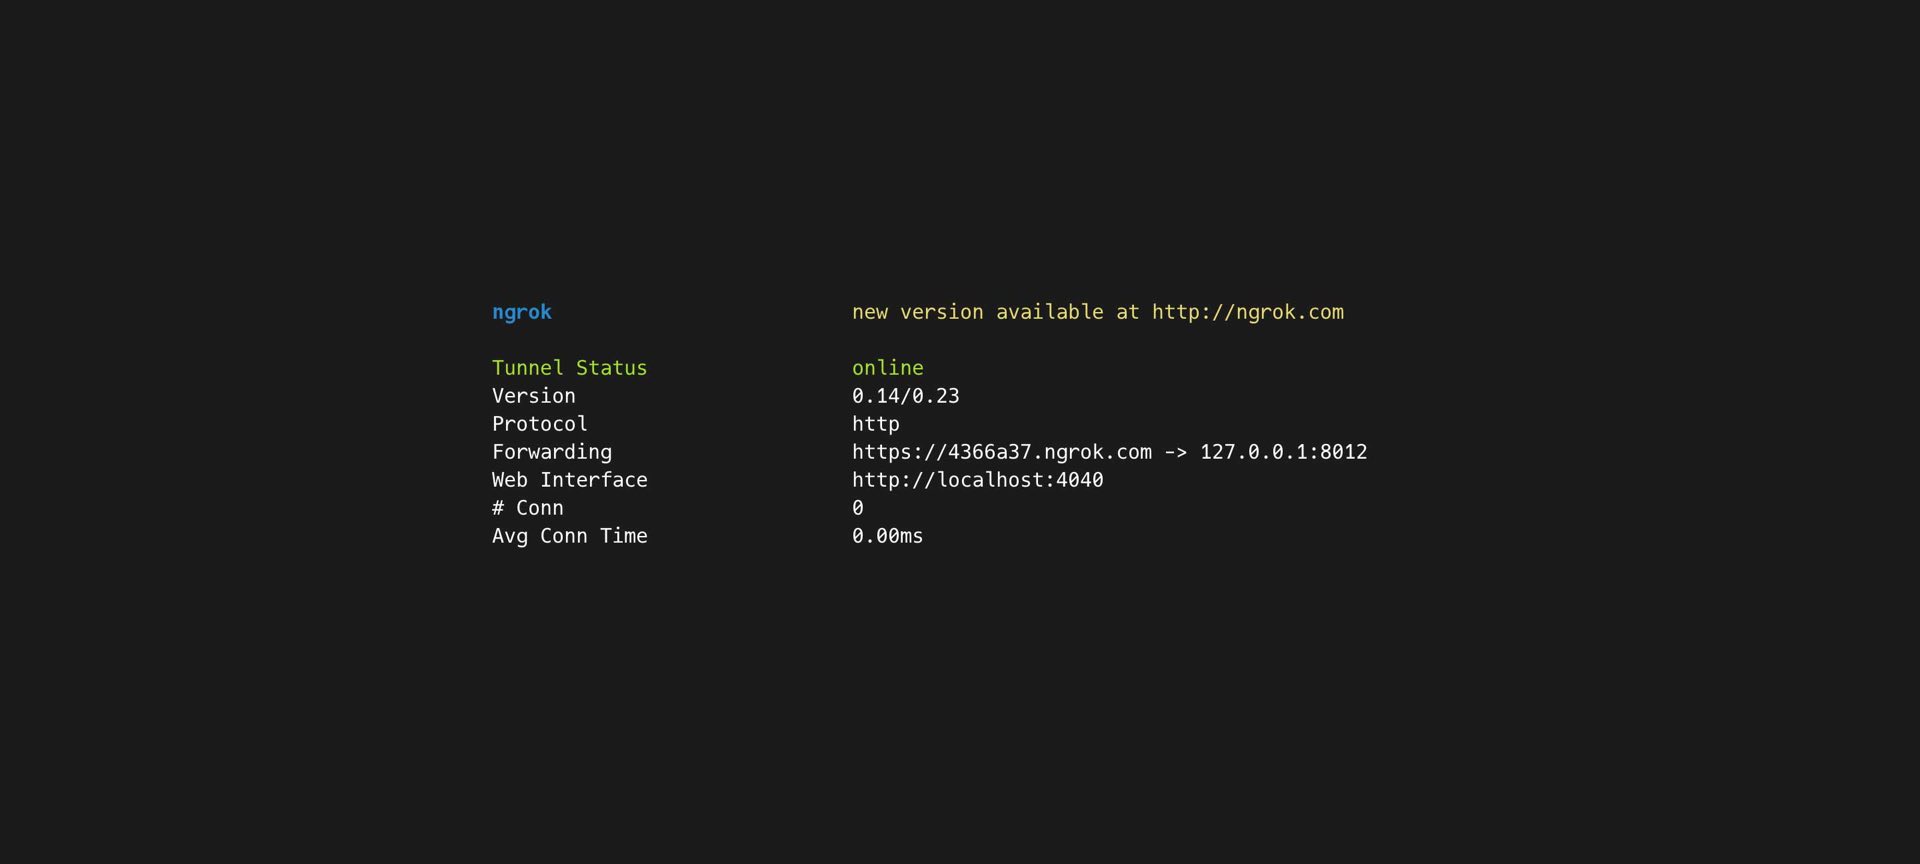 ngrok new version available at http://ngrok.com
Tunnel Status online
Version 0.14/0.23
Protocol http
Forwarding https://4366a37.ngrok.com -> 127.0.0.1:8012
Web Interface http://localhost:4040
# Conn 0
Avg Conn Time 0.00ms